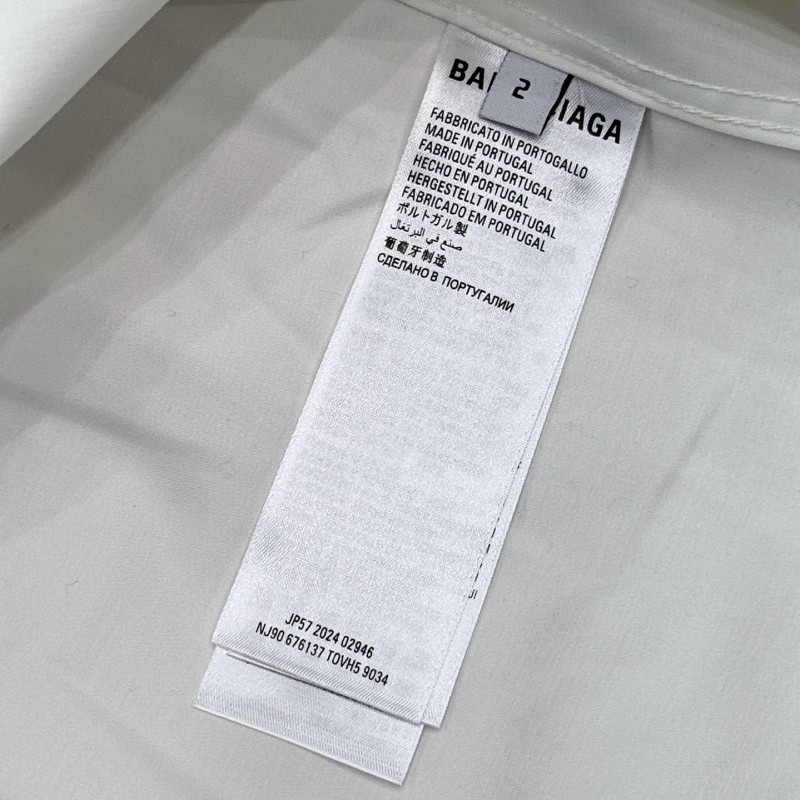 BA IAGA
2
FABBRICATO IN PORTOGALLO
MADE IN PORTUGAL
FABRIQUÉ AU PORTUGAL
HECHO EN PORTUGAL
HERGESTELLT IN PORTUGAL
FABRICADO EM PORTUGAL
ポルトガル製
صنع في البرتغال
葡萄牙制造
СДЕЛАНО В ПОРТУГАЛИИ
JP57 2024 02946
NJ90 676137 TOVH5 9034